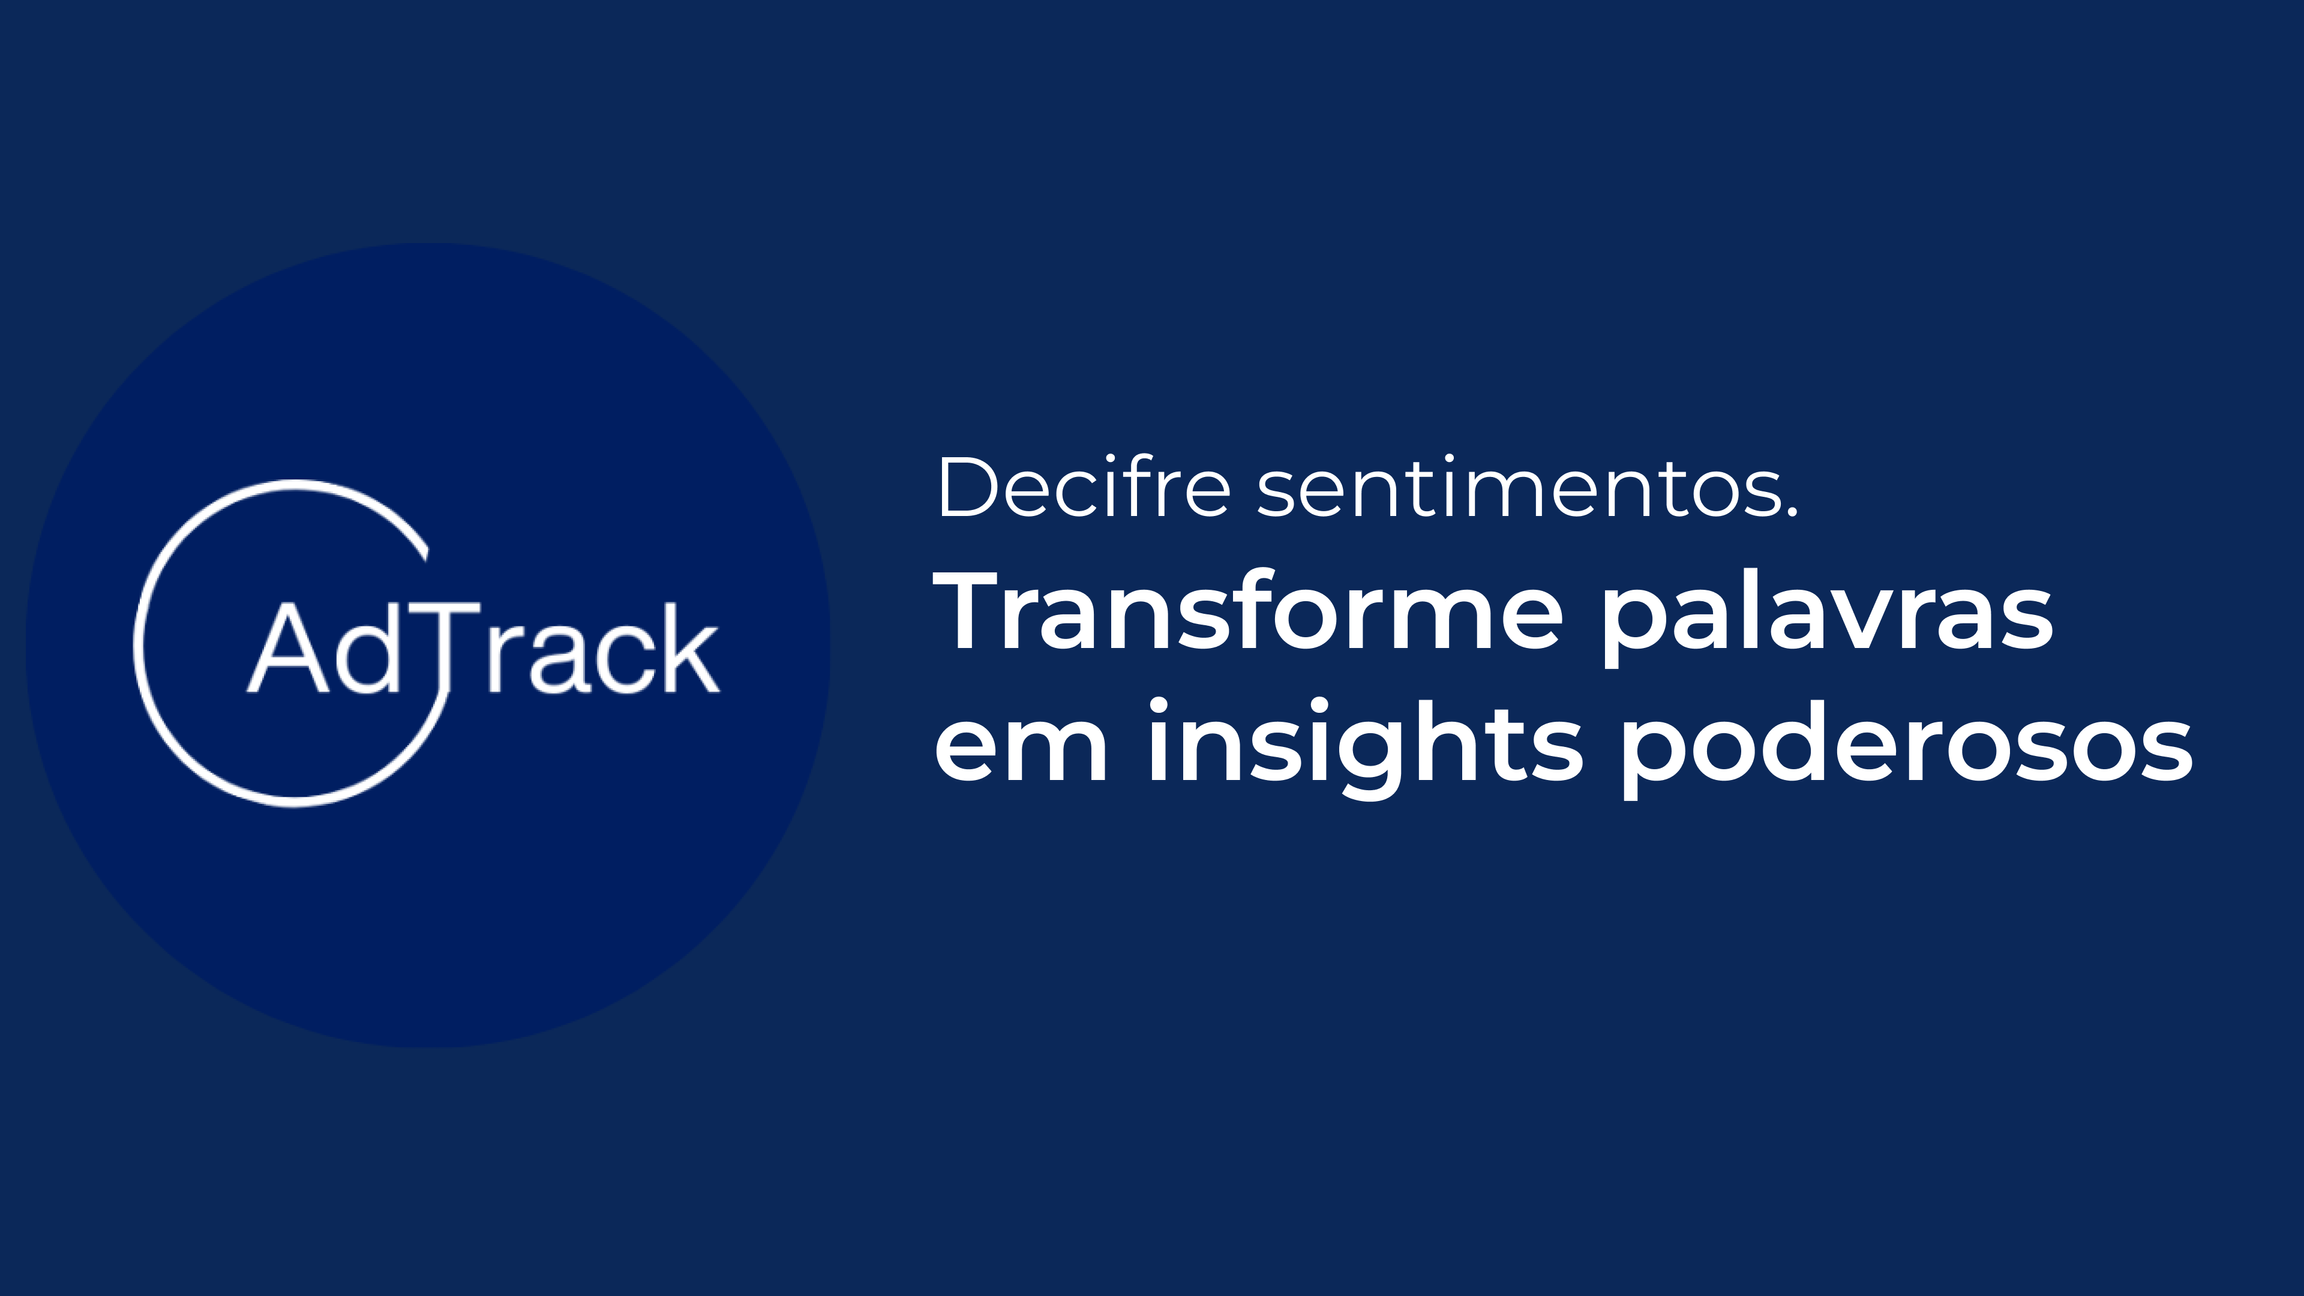 AdTrack
Decifre sentimentos.
Transforme palavras
em insights poderosos